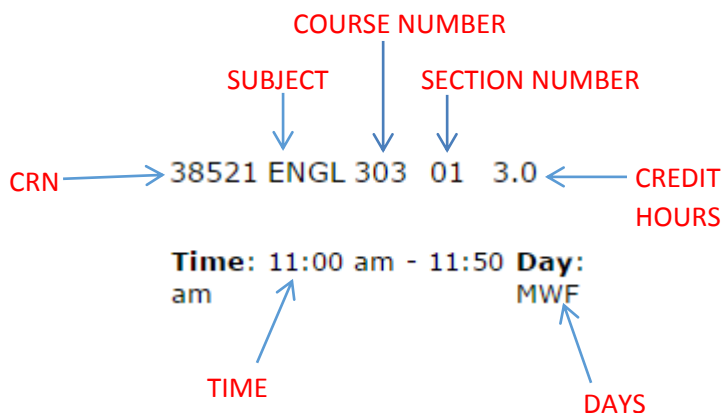 COURSE NUMBER
SUBJECT
SECTION NUMBER
CRN
38521 ENGL 303 01 3.0
CREDIT
HOURS
Time: 11:00 am - 11:50 Day:
am MWF
TIME
DAYS